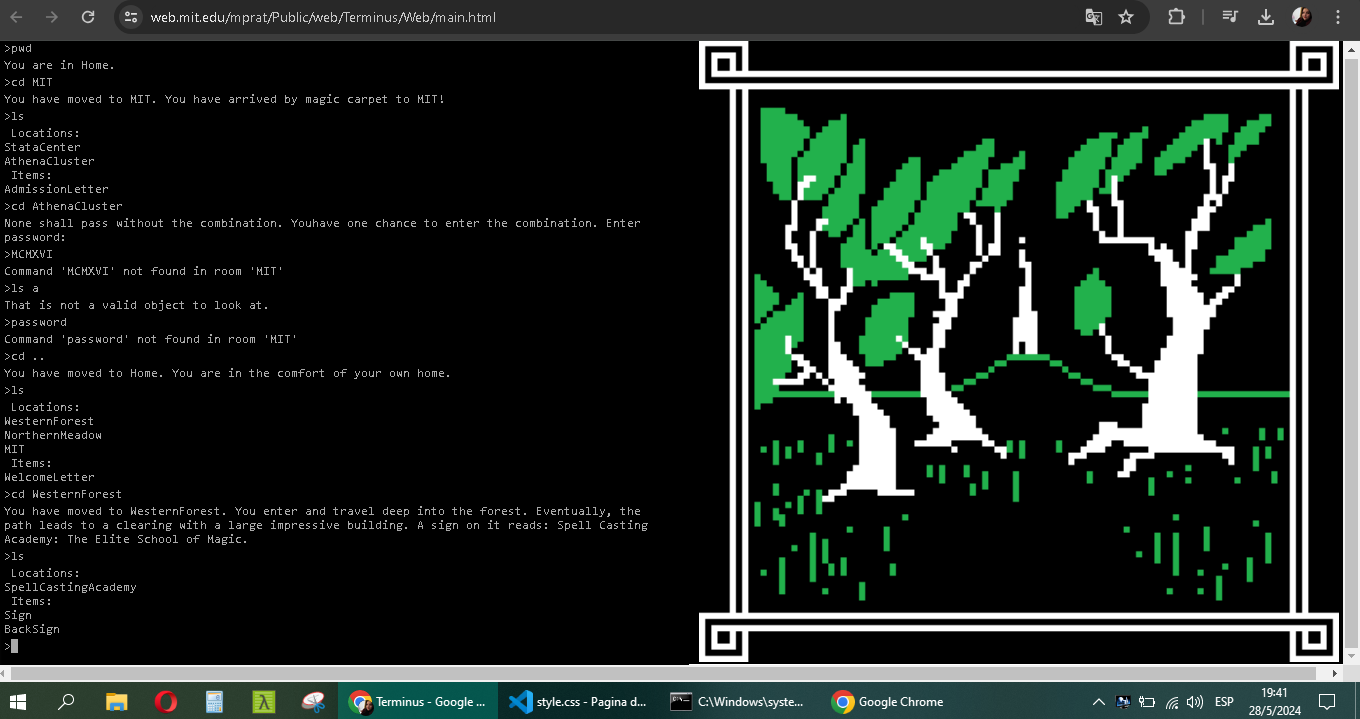 web.mit.edu/mprat/Public/web/Terminus/Web/main.html
>pwd
You are in Home.
>cd MIT
You have moved to MIT. You have arrived by magic carpet to MIT!
>ls
Locations:
StataCenter
AthenaCluster
Items:
AdmissionLetter
>cd AthenaCluster
None shall pass without the combination. Youhave one chance to enter the combination. Enter
password:
>MCMXVI
Command 'MCMXVI' not found in room 'MIT'
>ls a
That is not a valid object to look at.
>password
Command 'password' not found in room 'MIT'
>cd ..
You have moved to Home. You are in the comfort of your own home.
>ls
Locations:
WesternForest
NorthernMeadow
MIT
Items:
WelcomeLetter
>cd WesternForest
You have moved to WesternForest. You enter and travel deep into the forest. Eventually, the
path leads to a clearing with a large impressive building. A sign on it reads: Spell Casting
Academy: The Elite School of Magic.
>ls
Locations:
SpellCastingAcademy
Items:
Sign
BackSign
>
Terminus - Google ...
style.css - Pagina d...
C:\Windows\syste...
Google Chrome
ESP
19:41
28/5/2024